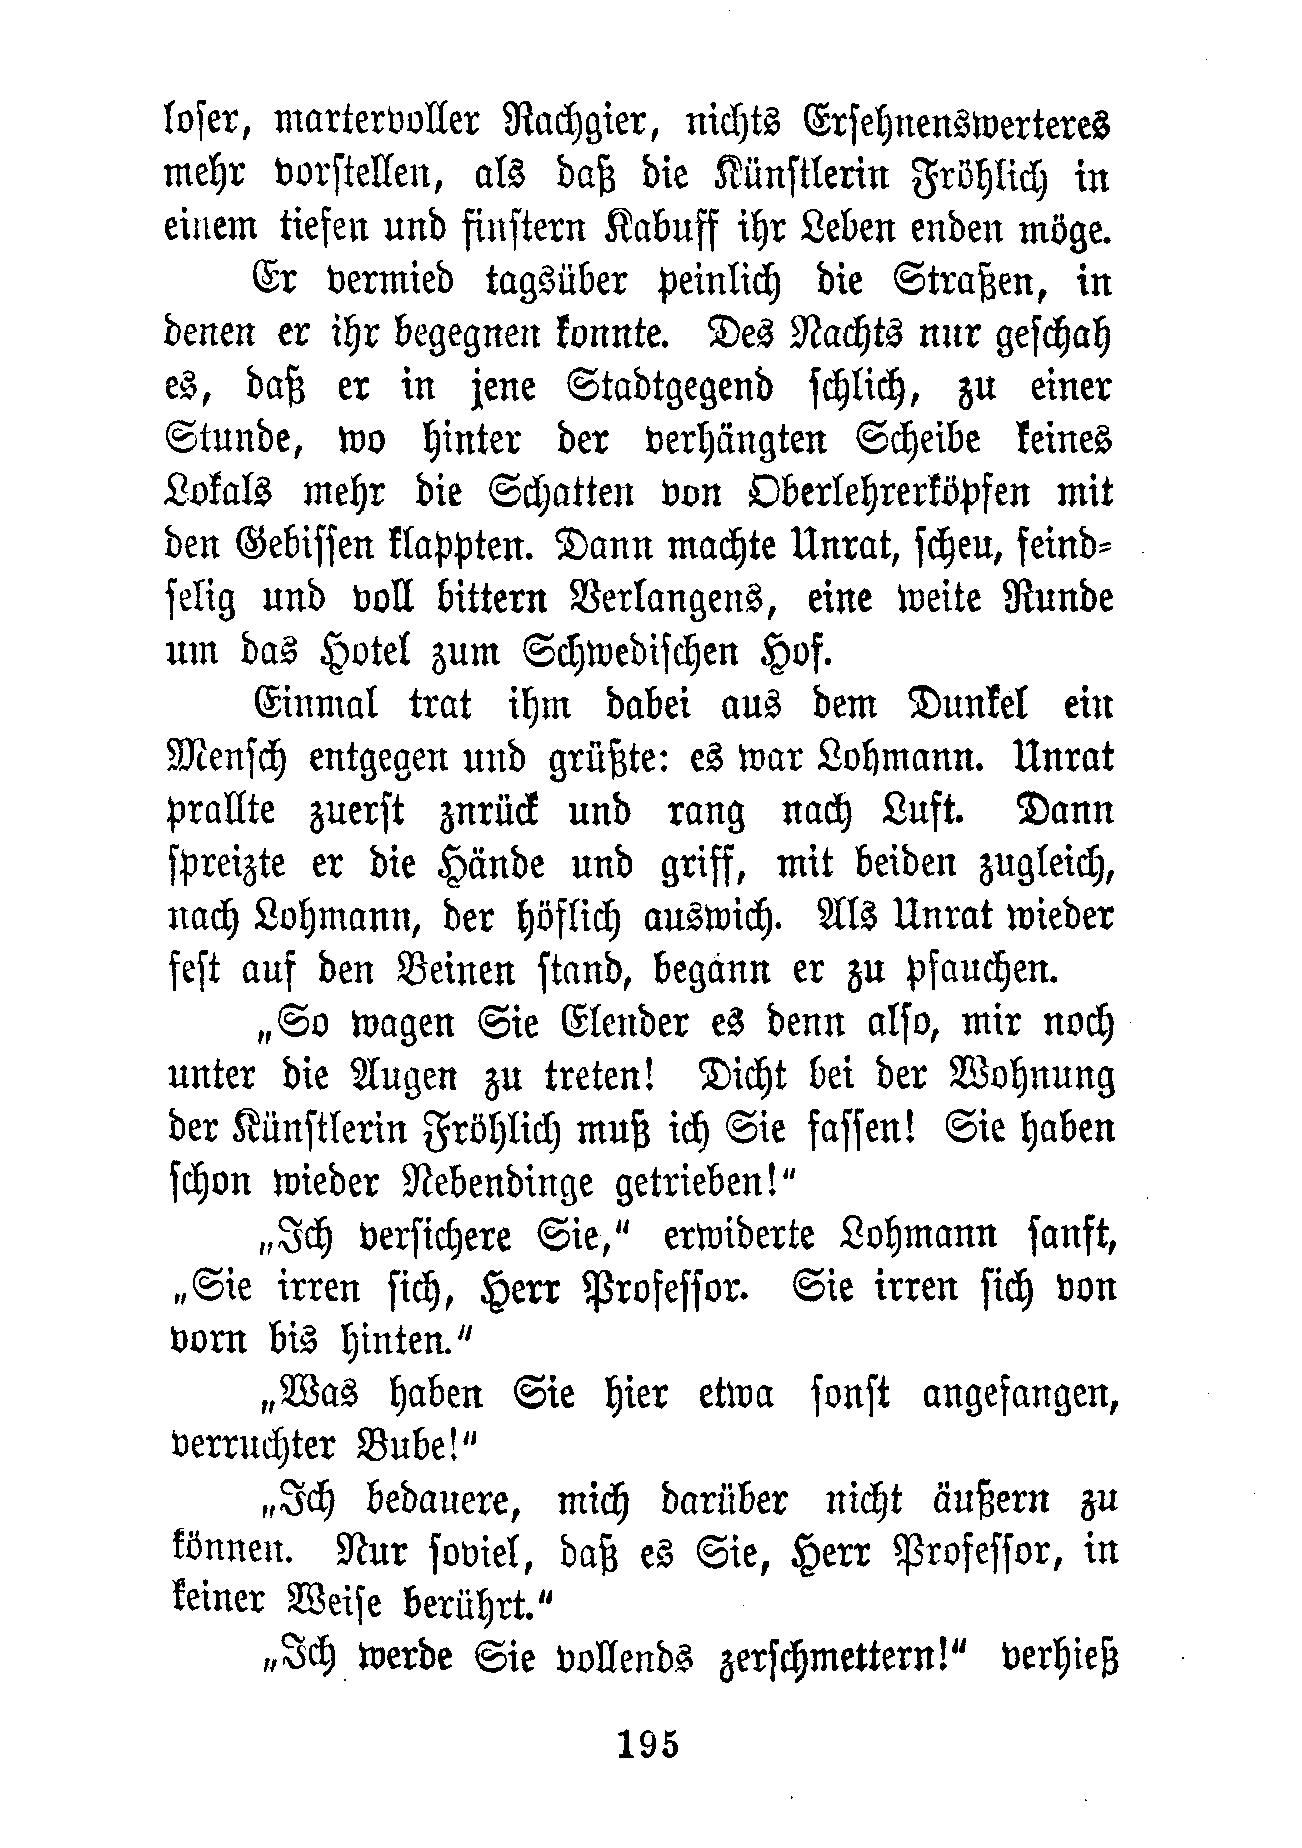 loser, martervoller Rachgier, nichts Ersehnenswerteres
mehr vorstellen, als daß die Künstlerin Fröhlich in
einem tiefen und finstern Kabuff ihr Leben enden möge.
Er vermied tagsüber peinlich die Straßen, in
denen er ihr begegnen konnte. Des Nachts nur geschah
es, daß er in jene Stadtgegend schlich, zu einer
Stunde, wo hinter der verhängten Scheibe keines
Lokals mehr die Schatten von Oberlehrerköpfen mit
den Gebissen klappten. Dann machte Unrat, scheu, feind-
selig und voll bittern Verlangens, eine weite Runde
um das Hotel zum Schwedischen Hof.
Einmal trat ihm dabei aus dem Dunkel ein
Mensch entgegen und grüßte: es war Lohmann. Unrat
prallte zuerst znrück und rang nach Luft. Dann
spreizte er die Hände und griff, mit beiden zugleich,
nach Lohmann, der höflich auswich. Als Unrat wieder
fest auf den Beinen stand, begann er zu pfauchen.
„So wagen Sie Elender es denn also, mir noch
unter die Augen zu treten! Dicht bei der Wohnung
der Künstlerin Fröhlich muß ich Sie fassen! Sie haben
schon wieder Nebendinge getrieben!“
„Ich versichere Sie,“ erwiderte Lohmann sanft,
„Sie irren sich, Herr Professor. Sie irren sich von
vorn bis hinten.“
„Was haben Sie hier etwa sonst angefangen,
verruchter Bube!“
„Ich bedauere, mich darüber nicht äußern zu
können. Nur soviel, daß es Sie, Herr Professor, in
keiner Weise berührt.“
„Ich werde Sie vollends zerschmettern!“ verhieß
195